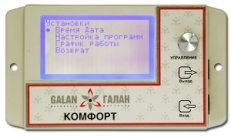 Установки
Время Дата
Настройка программ
График работы
Возврат
УПРАВЛЕНИЕ
Выход
Вход
GALAN ГАЛАН
КОМФОРТ